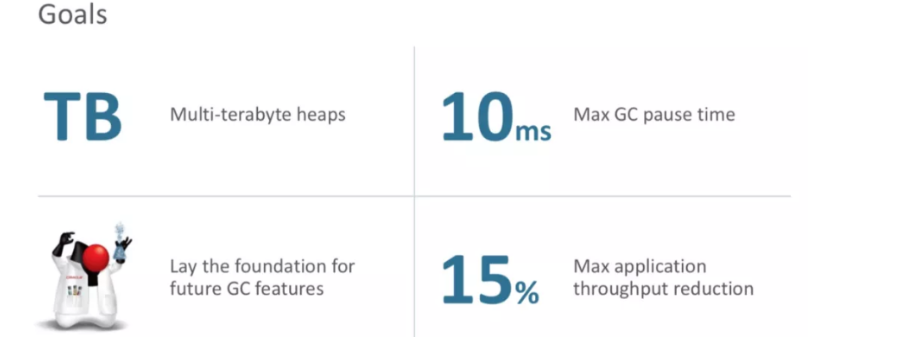 Goals
TB
Multi-terabyte heaps
10ms
Max GC pause time
Lay the foundation for
future GC features
15%
Max application
throughput reduction